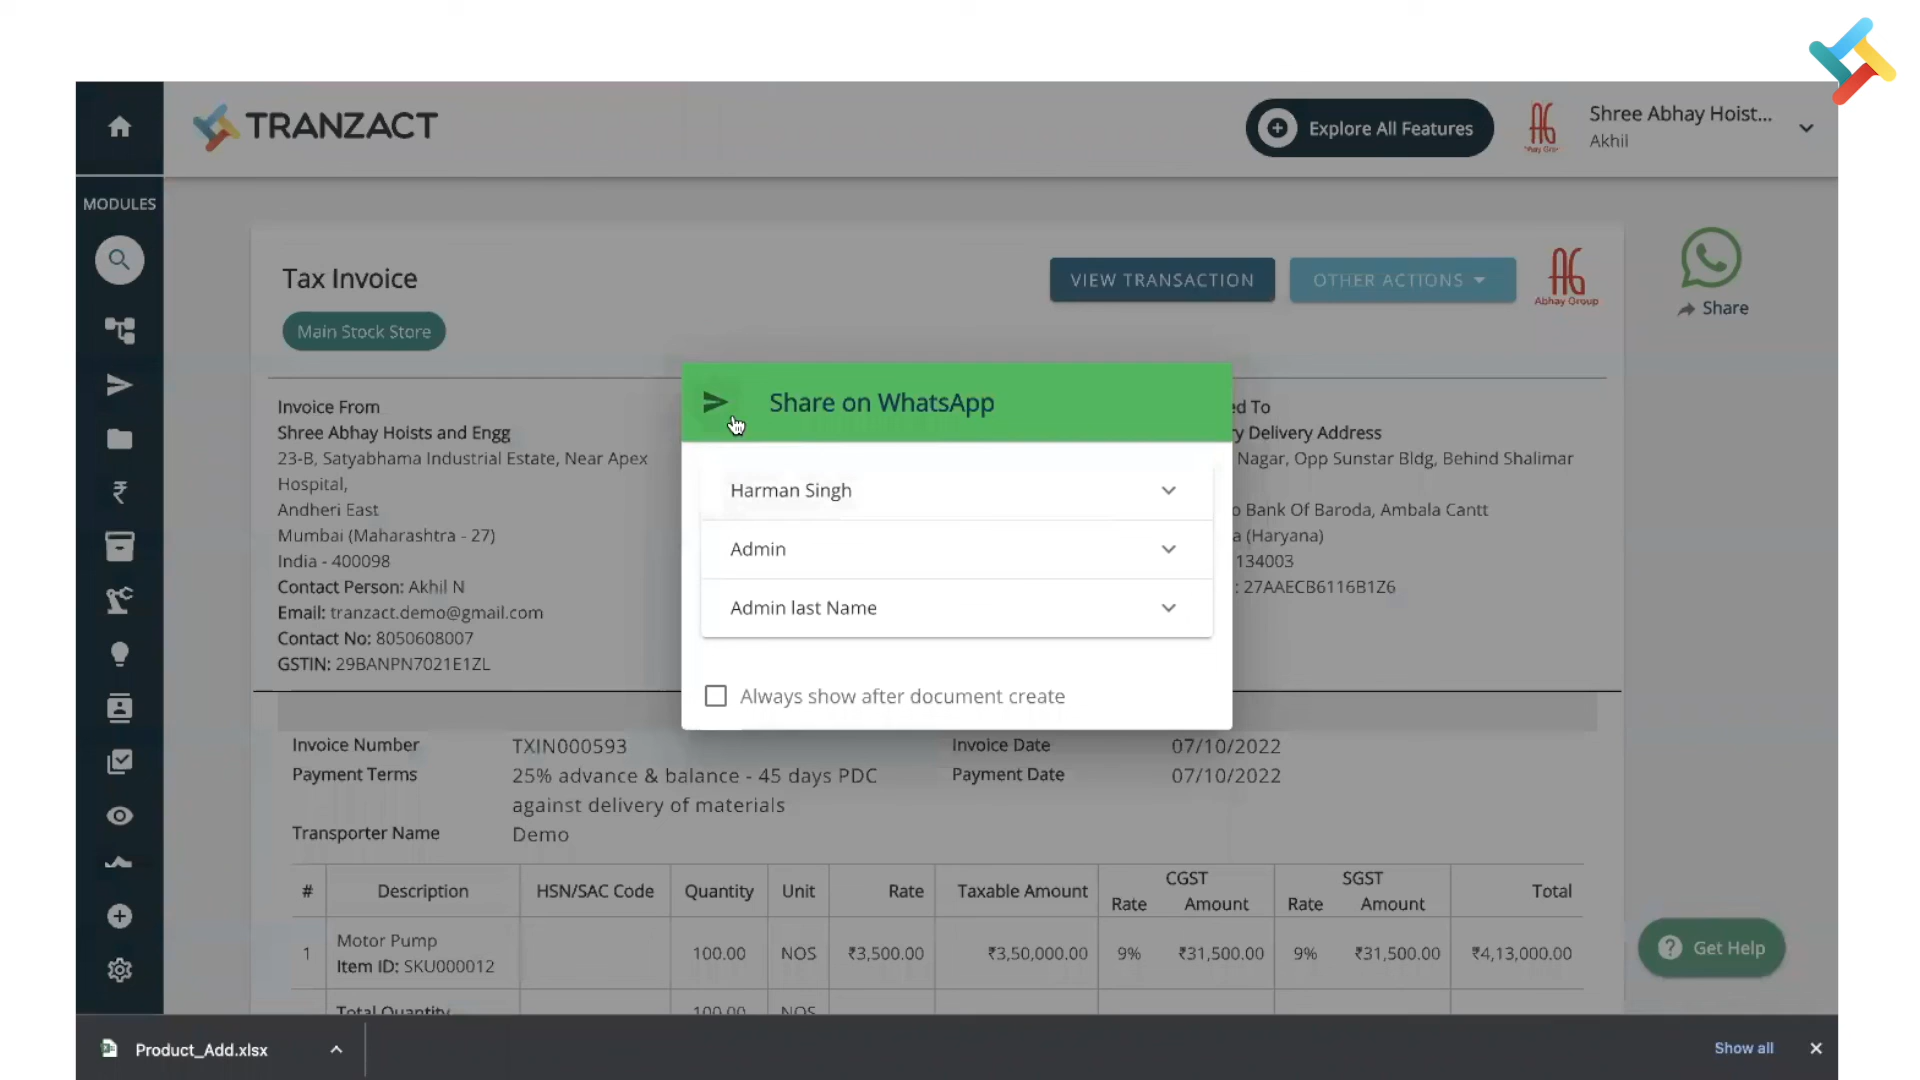 TRANZACT
Explore All Features
Shree Abhay Hoist...
Akhil
MODULES
Tax Invoice
VIEW TRANSACTION
OTHER ACTIONS
Abhay Group
Share
Main Stock Store
Share on WhatsApp
Harman Singh
Admin
Admin last Name
Always show after document create
Invoice From
Shree Abhay Hoists and Engg
23-B, Satyabhama Industrial Estate, Near Apex
Hospital,
Andheri East
Mumbai (Maharashtra - 27)
India - 400098
Contact Person: Akhil N
Email: tranzact.demo@gmail.com
Contact No: 8050608007
GSTIN: 29BANPN7021E1ZL
ed To
ry Delivery Address
Nagar, Opp Sunstar Bldg, Behind Shalimar
o Bank Of Baroda, Ambala Cantt
a (Haryana)
134003
: 27AAECB6116B1Z6
Invoice Number TXIN000593 Invoice Date 07/10/2022
Payment Terms 25% advance & balance - 45 days PDC Payment Date 07/10/2022
against delivery of materials
Transporter Name Demo
# Description HSN/SAC Code Quantity Unit Rate Taxable Amount CGST Rate Amount SGST Rate Amount Total
1 Motor Pump 100.00 NOS ₹3,500.00 ₹3,50,000.00 9% ₹31,500.00 9% ₹31,500.00 ₹4,13,000.00
Item ID: SKU000012
Total Quantity 100.00 NOS
Get Help
Product_Add.xlsx
Show all